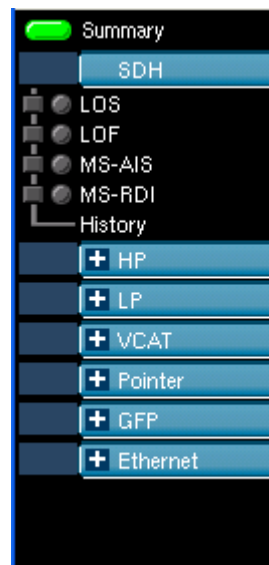 Summary
SDH
LOS
LOF
MS-AIS
MS-RDI
History
HP
LP
VCAT
Pointer
GFP
Ethernet